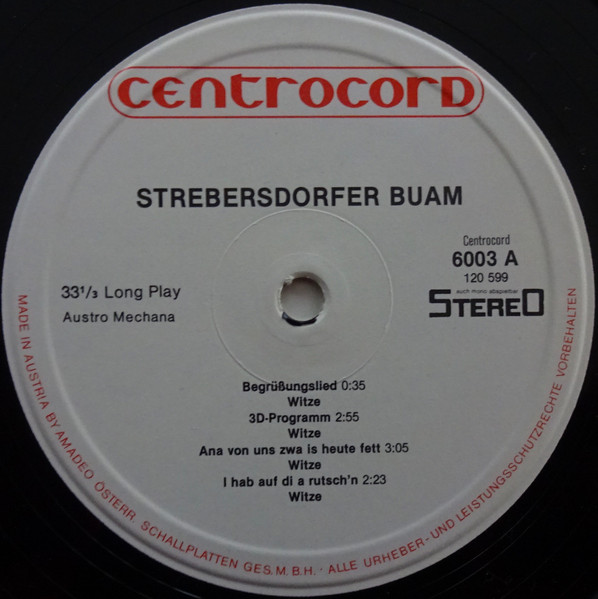 centrocord
STREBERSDORFER BUAM
Centrocord
6003 A
120 599
auch mono abspielbar
STEREO
33 1/3 Long Play
Austro Mechana
Begrüßungslied 0:35
Witze
3D-Programm 2:55
Witze
Ana von uns zwa is heute fett 3:05
Witze
I hab auf di a rutsch'n 2:23
Witze
MADE IN AUSTRIA BY AMADEO ÖSTERR. SCHALLPLATTEN GES.M.B.H. · ALLE URHEBER- UND LEISTUNGSSCHUTZRECHTE VORBEHALTEN